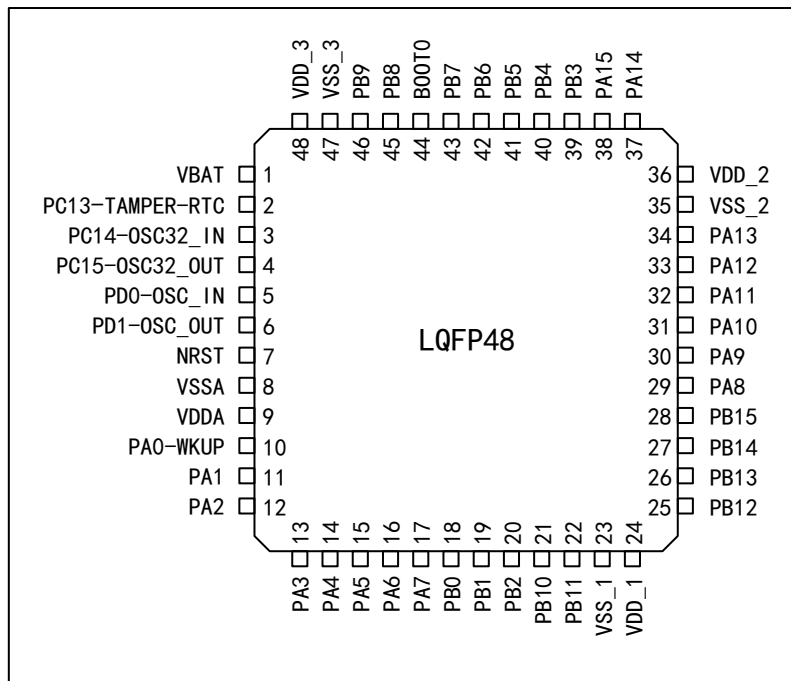 VDD_3
VSS_3
PB9
PB8
BOOT0
PB7
PB6
PB5
PB4
PB3
PA15
PA14
48
47
46
45
44
43
42
41
40
39
38
37
VBAT 1
PC13-TAMPER-RTC 2
PC14-OSC32_IN 3
PC15-OSC32_OUT 4
PD0-OSC_IN 5
PD1-OSC_OUT 6
NRST 7
VSSA 8
VDDA 9
PA0-WKUP 10
PA1 11
PA2 12
LQFP48
36 VDD_2
35 VSS_2
34 PA13
33 PA12
32 PA11
31 PA10
30 PA9
29 PA8
28 PB15
27 PB14
26 PB13
25 PB12
13
14
15
16
17
18
19
20
21
22
23
24
PA3
PA4
PA5
PA6
PA7
PB0
PB1
PB2
PB10
PB11
VSS_1
VDD_1